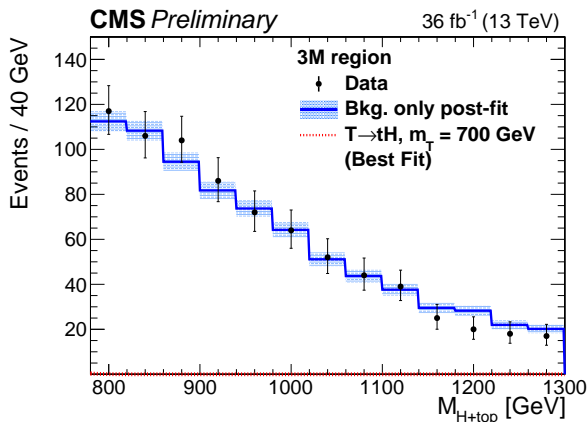 CMS Preliminary 36 fb⁻¹ (13 TeV)
3M region
Data
Bkg. only post-fit
T→tH, m_T = 700 GeV
(Best Fit)
Events / 40 GeV
140
120
100
80
60
40
20
800 900 1000 1100 1200 1300
M_H+top [GeV]